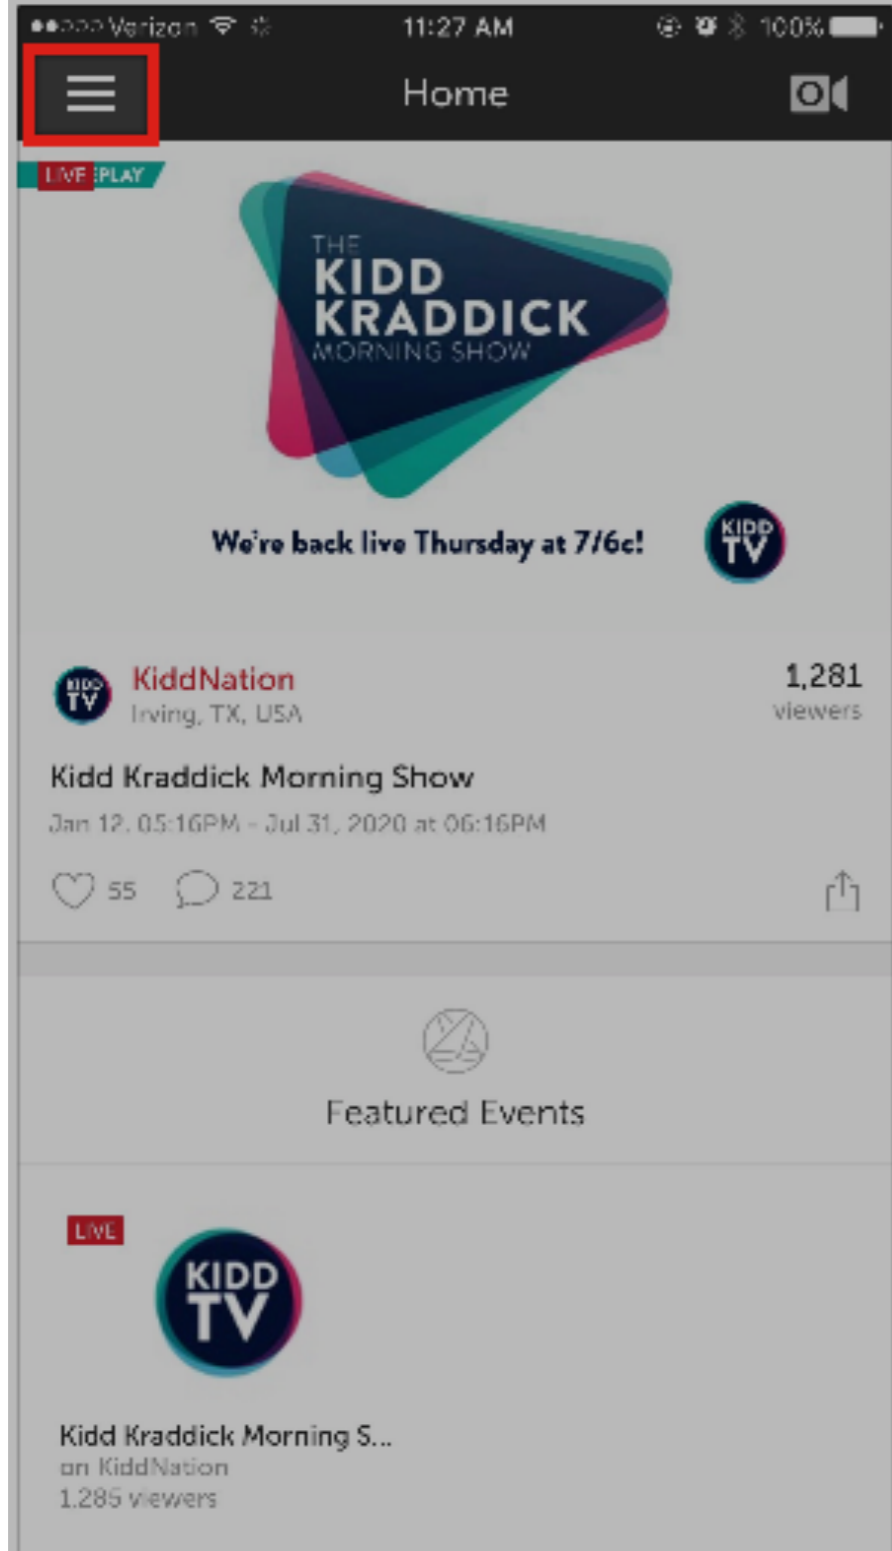 Verizon 11:27 AM 100%
Home
LIVE EPLAY
THE
KIDD
KRADDICK
MORNING SHOW
We're back live Thursday at 7/6c!
KIDD
TV
KIDD
TV
KiddNation
Irving, TX, USA
1,281
viewers
Kidd Kraddick Morning Show
Jan 12, 05:16PM - Jul 31, 2020 at 06:16PM
55 221
Featured Events
LIVE
KIDD
TV
Kidd Kraddick Morning S...
on KiddNation
1,285 viewers